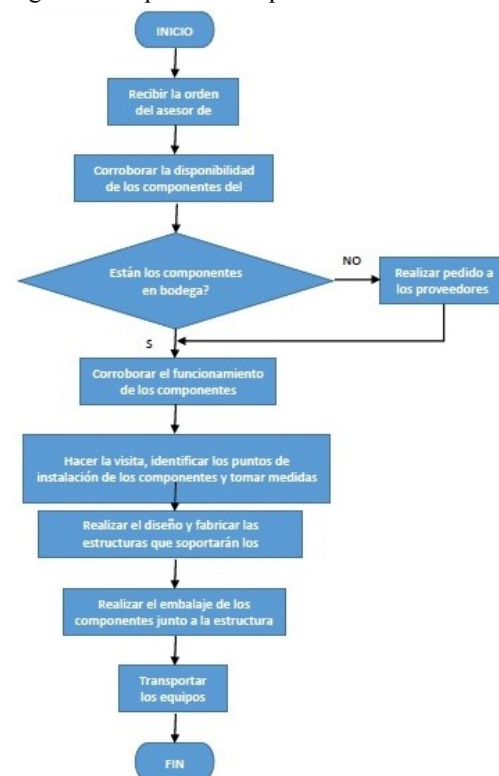 INICIO
Recibir la orden
del asesor de
Corroborar la disponibilidad
de los componentes del
Están los componentes
en bodega?
NO
Realizar pedido a
los proveedores
S
Corroborar el funcionamiento
de los componentes
Hacer la visita, identificar los puntos de
instalación de los componentes y tomar medidas
Realizar el diseño y fabricar las
estructuras que soportarán los
Realizar el embalaje de los
componentes junto a la estructura
Transportar
los equipos
FIN